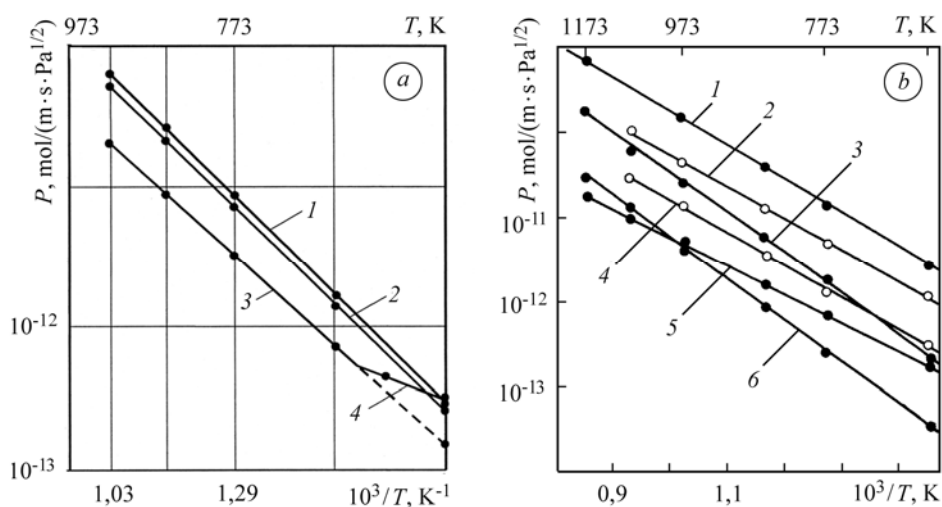 973 773 T, K
a
P, mol/(m·s·Pa1/2)
1
2
3
4
10-12
10-13
1,03 1,29 10³/T, K-1
1173 973 773 T, K
b
P, mol/(m·s·Pa1/2)
1
2
3
10-11
4
10-12
5
6
10-13
0,9 1,1 10³/T, K